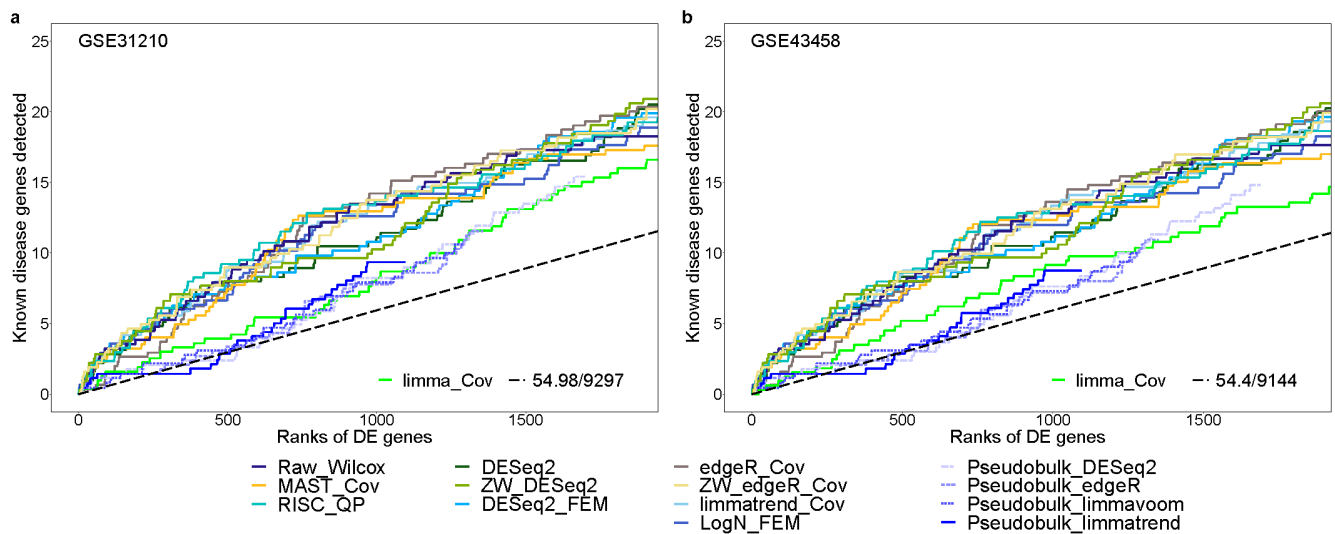 a
GSE31210
25
20
15
10
5
0
Known disease genes detected
limma_Cov
54.98/9297
0 500 1000 1500
Ranks of DE genes
b
GSE43458
25
20
15
10
5
0
Known disease genes detected
limma_Cov
54.4/9144
0 500 1000 1500
Ranks of DE genes
Raw_Wilcox DESeq2 edgeR_Cov Pseudobulk_DESeq2
MAST_Cov ZW_DESeq2 ZW_edgeR_Cov Pseudobulk_edgeR
RISC_QP DESeq2_FEM limmatrend_Cov Pseudobulk_limmavoom
LogN_FEM Pseudobulk_limmatrend